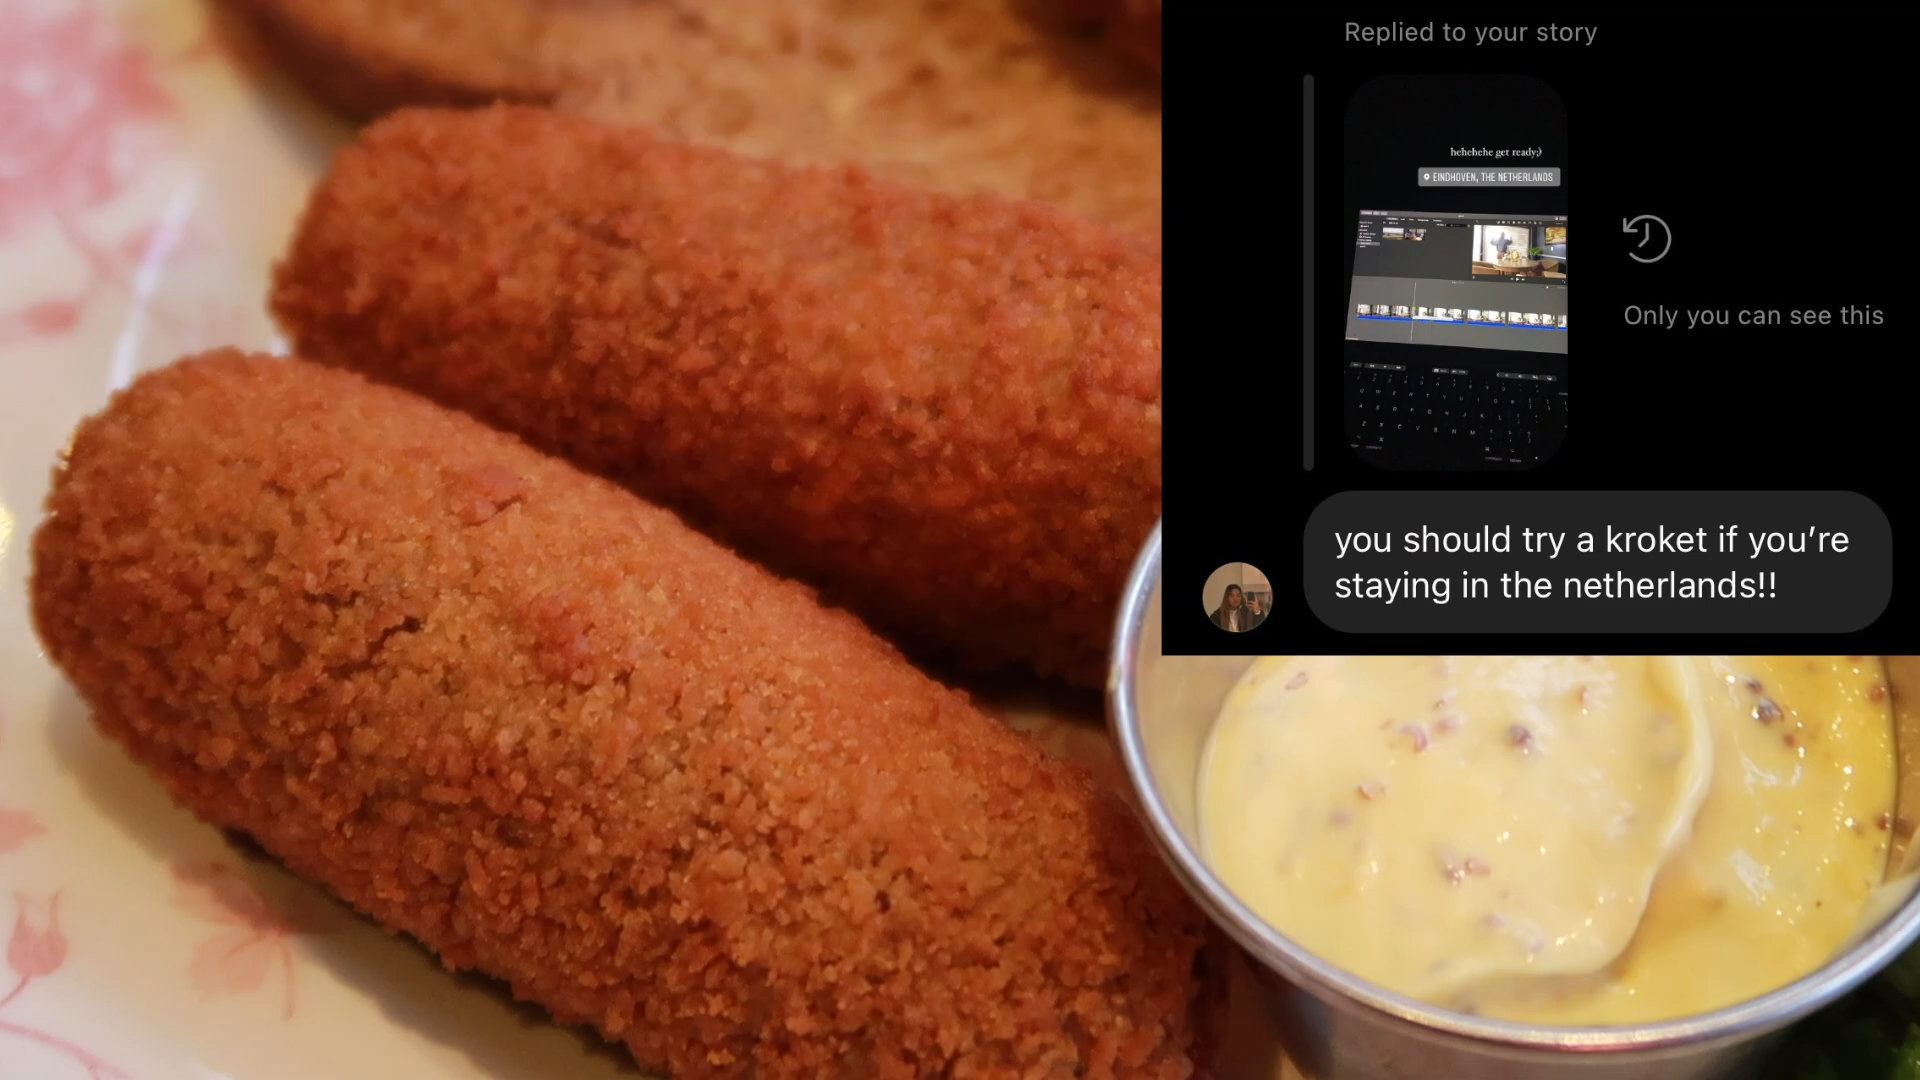 Replied to your story
hehehehe get ready;)
EINDHOVEN, THE NETHERLANDS
Only you can see this
you should try a kroket if you’re
staying in the netherlands!!